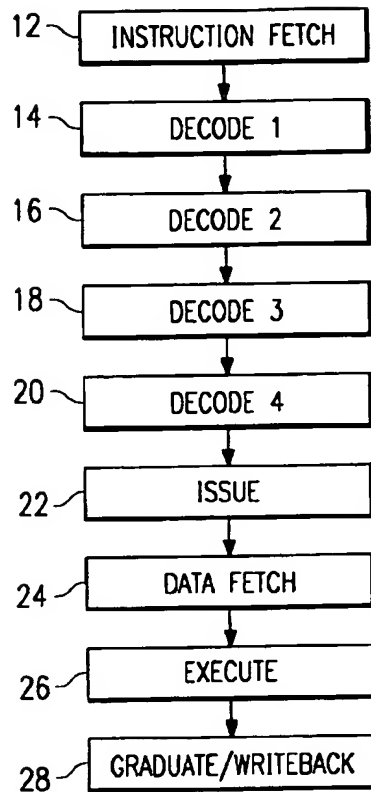 12 INSTRUCTION FETCH
14 DECODE 1
16 DECODE 2
18 DECODE 3
20 DECODE 4
22 ISSUE
24 DATA FETCH
26 EXECUTE
28 GRADUATE/WRITEBACK